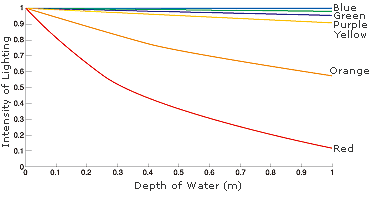 Blue
Green
Purple
Yellow
Orange
Red
Intensity of Lighting
1
0.9
0.8
0.7
0.6
0.5
0.4
0.3
0.2
0.1
0
0 0.1 0.2 0.3 0.4 0.5 0.6 0.7 0.8 0.9 1
Depth of Water (m)